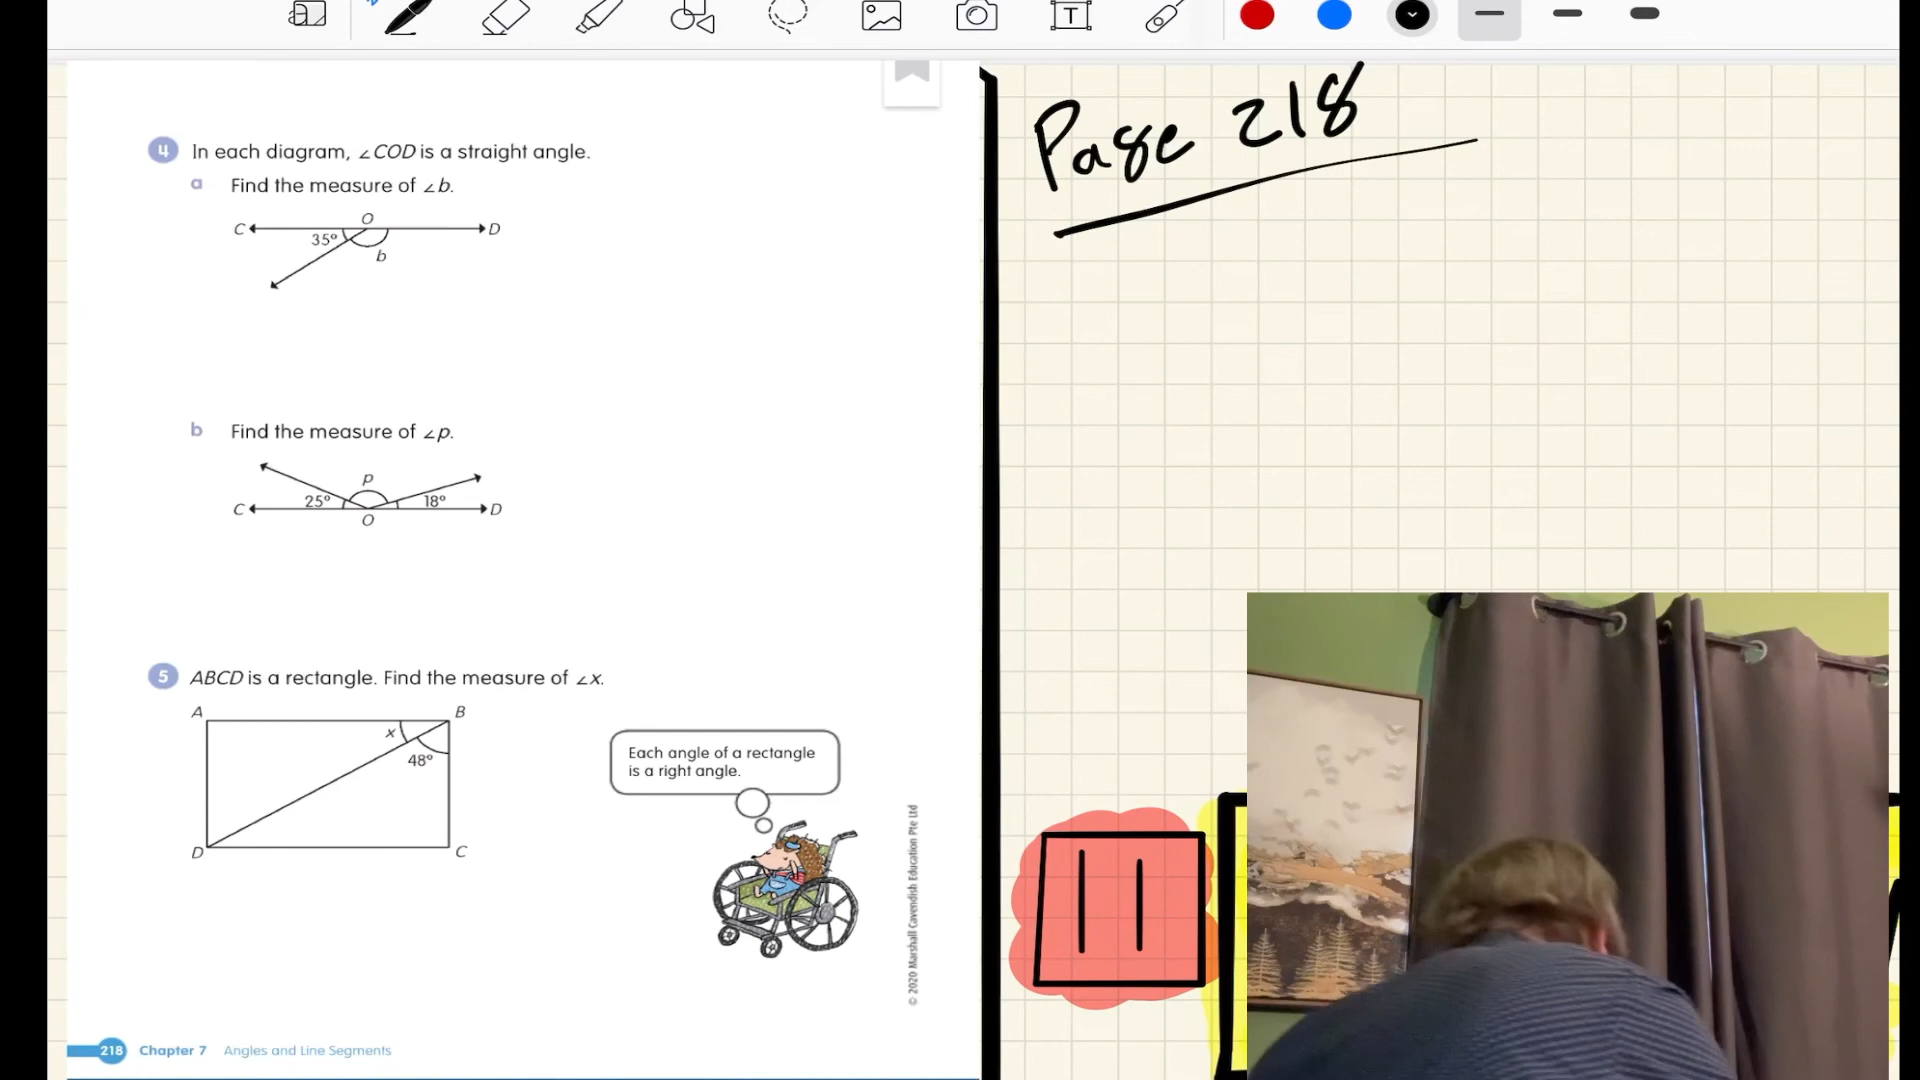 T
Page 218
4 In each diagram, ∠COD is a straight angle.
a Find the measure of ∠b.
O
C D
35°
b
b Find the measure of ∠p.
p
25° 18°
C D
O
5 ABCD is a rectangle. Find the measure of ∠x.
A B
x
48°
D C
Each angle of a rectangle
is a right angle.
© 2020 Marshall Cavendish Education Pte Ltd
218 Chapter 7 Angles and Line Segments